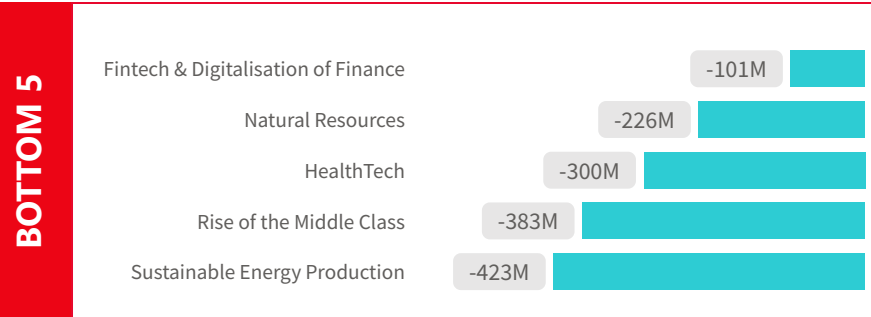 BOTTOM 5
Fintech & Digitalisation of Finance -101M
Natural Resources -226M
HealthTech -300M
Rise of the Middle Class -383M
Sustainable Energy Production -423M